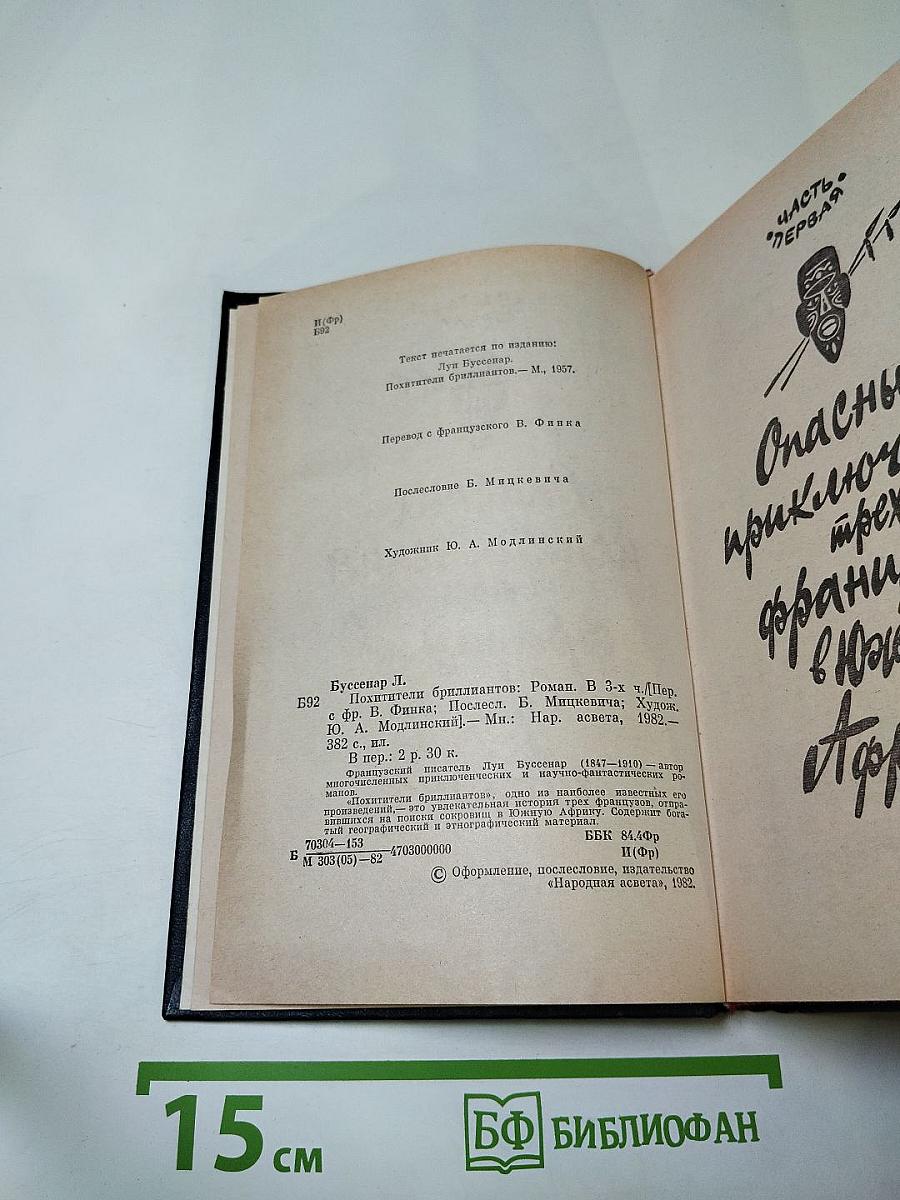 И(Фр)
Б92
Текст печатается по изданию:
Луи Буссенар.
Похитители бриллиантов.— М., 1957.
Перевод с французского В. Финка
Послесловие Б. Мицкевича
Художник Ю. А. Модлинский
Буссенар Л.
Б92 Похитители бриллиантов: Роман. В 3-х ч./[Пер.
с фр. В. Финка; Послесл. Б. Мицкевича; Худож.
Ю. А. Модлинский].— Мн.: Нар. асвета, 1982.—
382 с., ил.
В пер.: 2 р. 30 к.
Французский писатель Луи Буссенар (1847—1910) — автор
многочисленных приключенческих и научно-фантастических ро-
манов.
«Похитители бриллиантов», одно из наиболее известных его
произведений,— это увлекательная история трех французов, отпра-
вившихся на поиски сокровищ в Южную Африку. Содержит бога-
тый географический и этнографический материал.
Б 70304—153
М 303(05)—82 —4703000000
ББК 84.4Фр
И(Фр)
© Оформление, послесловие, издательство
«Народная асвета», 1982.
ЧАСТЬ
ПЕРВАЯ
Опасны
приключ
трех
франц
в Юж
Афр
15 см
БФ БИБЛИОФАН